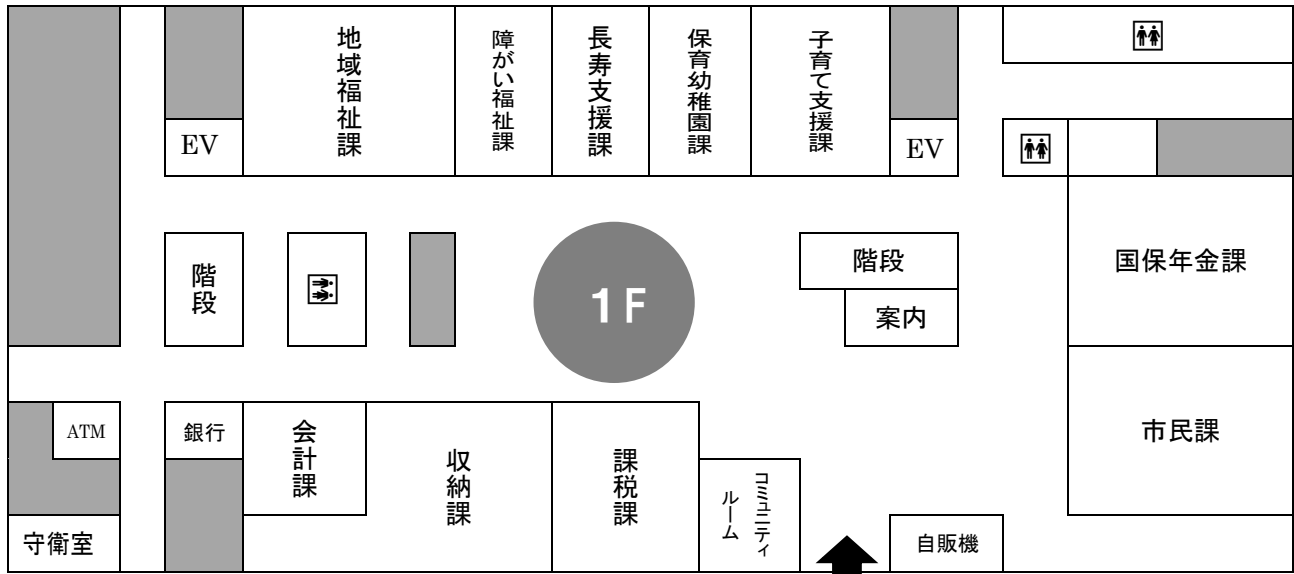 地域福祉課
障がい福祉課
長寿支援課
保育幼稚園課
子育て支援課
EV
EV
階段
1F
階段
案内
国保年金課
市民課
ATM
銀行
会計課
収納課
課税課
コミュニティ
ルーム
守衛室
自販機